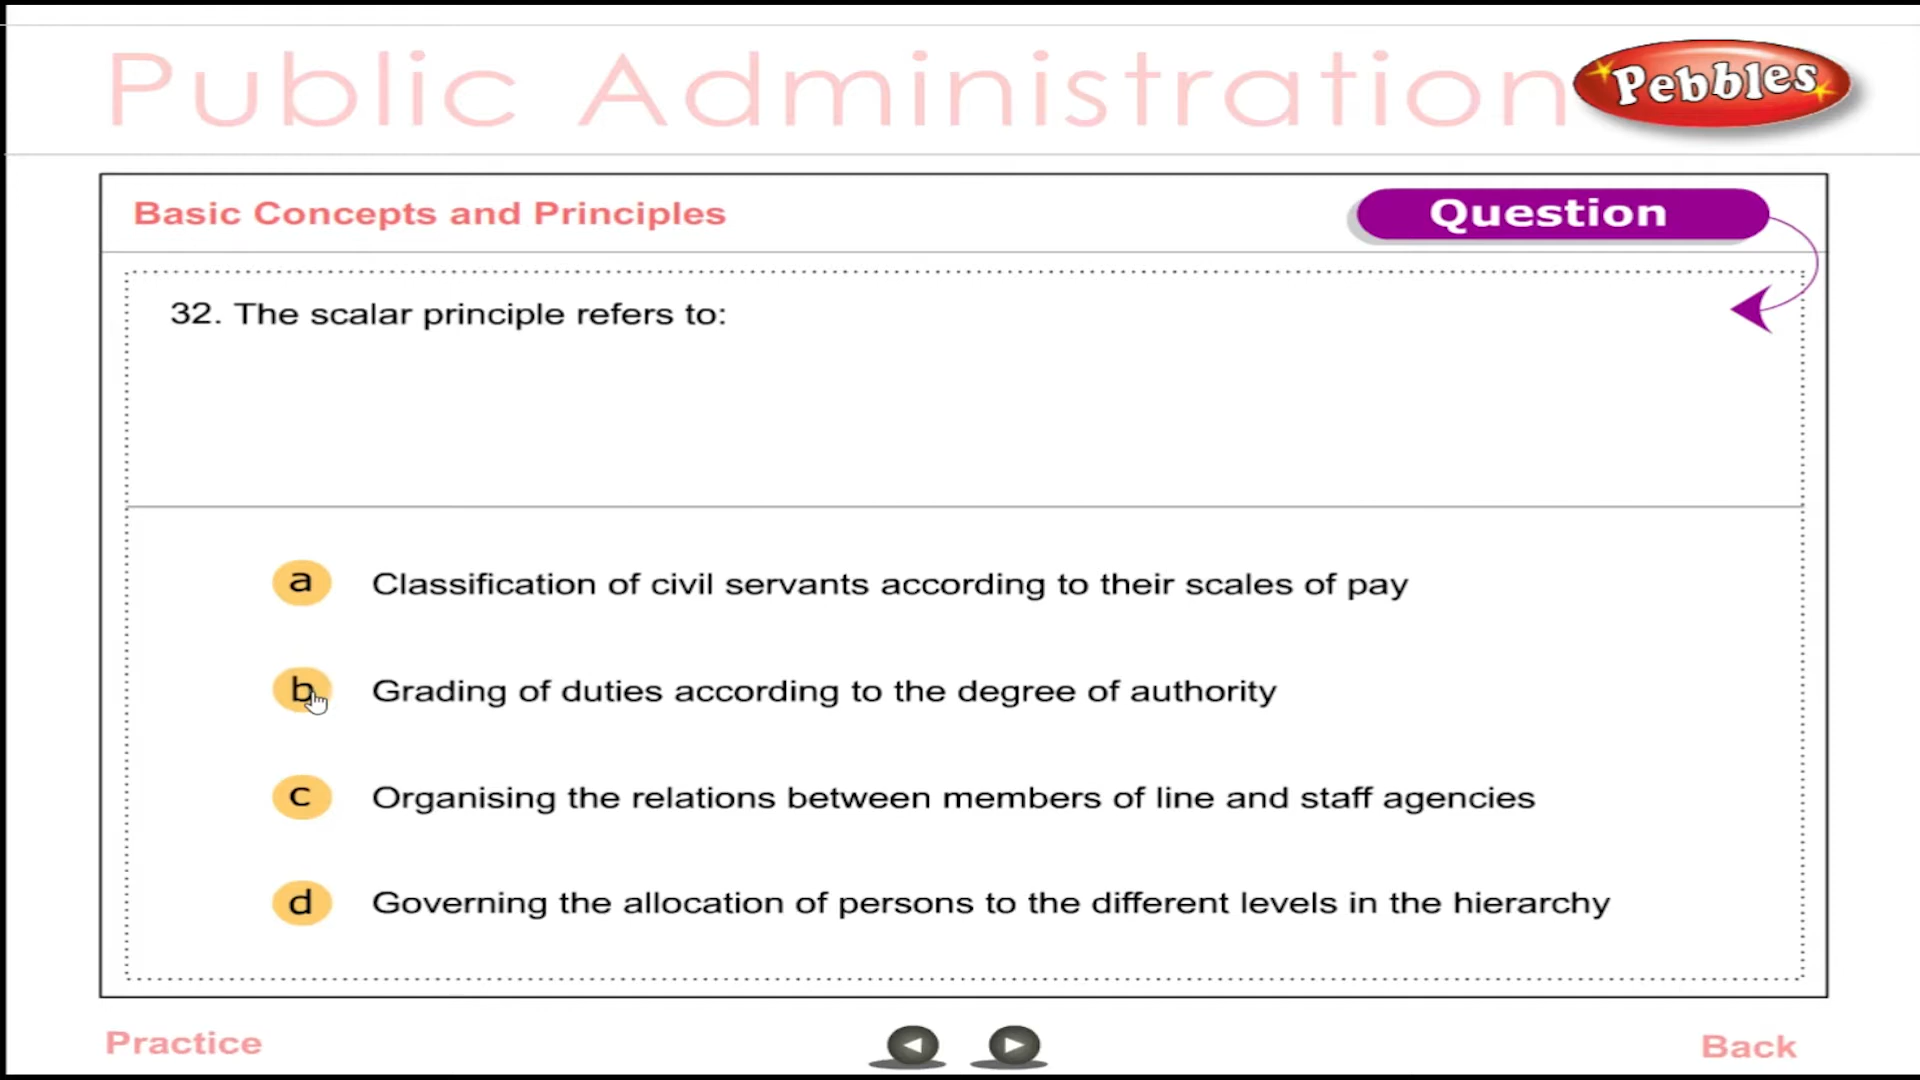 Public Administration
Pebbles
Basic Concepts and Principles
Question
32. The scalar principle refers to:
a Classification of civil servants according to their scales of pay
b Grading of duties according to the degree of authority
c Organising the relations between members of line and staff agencies
d Governing the allocation of persons to the different levels in the hierarchy
Practice
Back